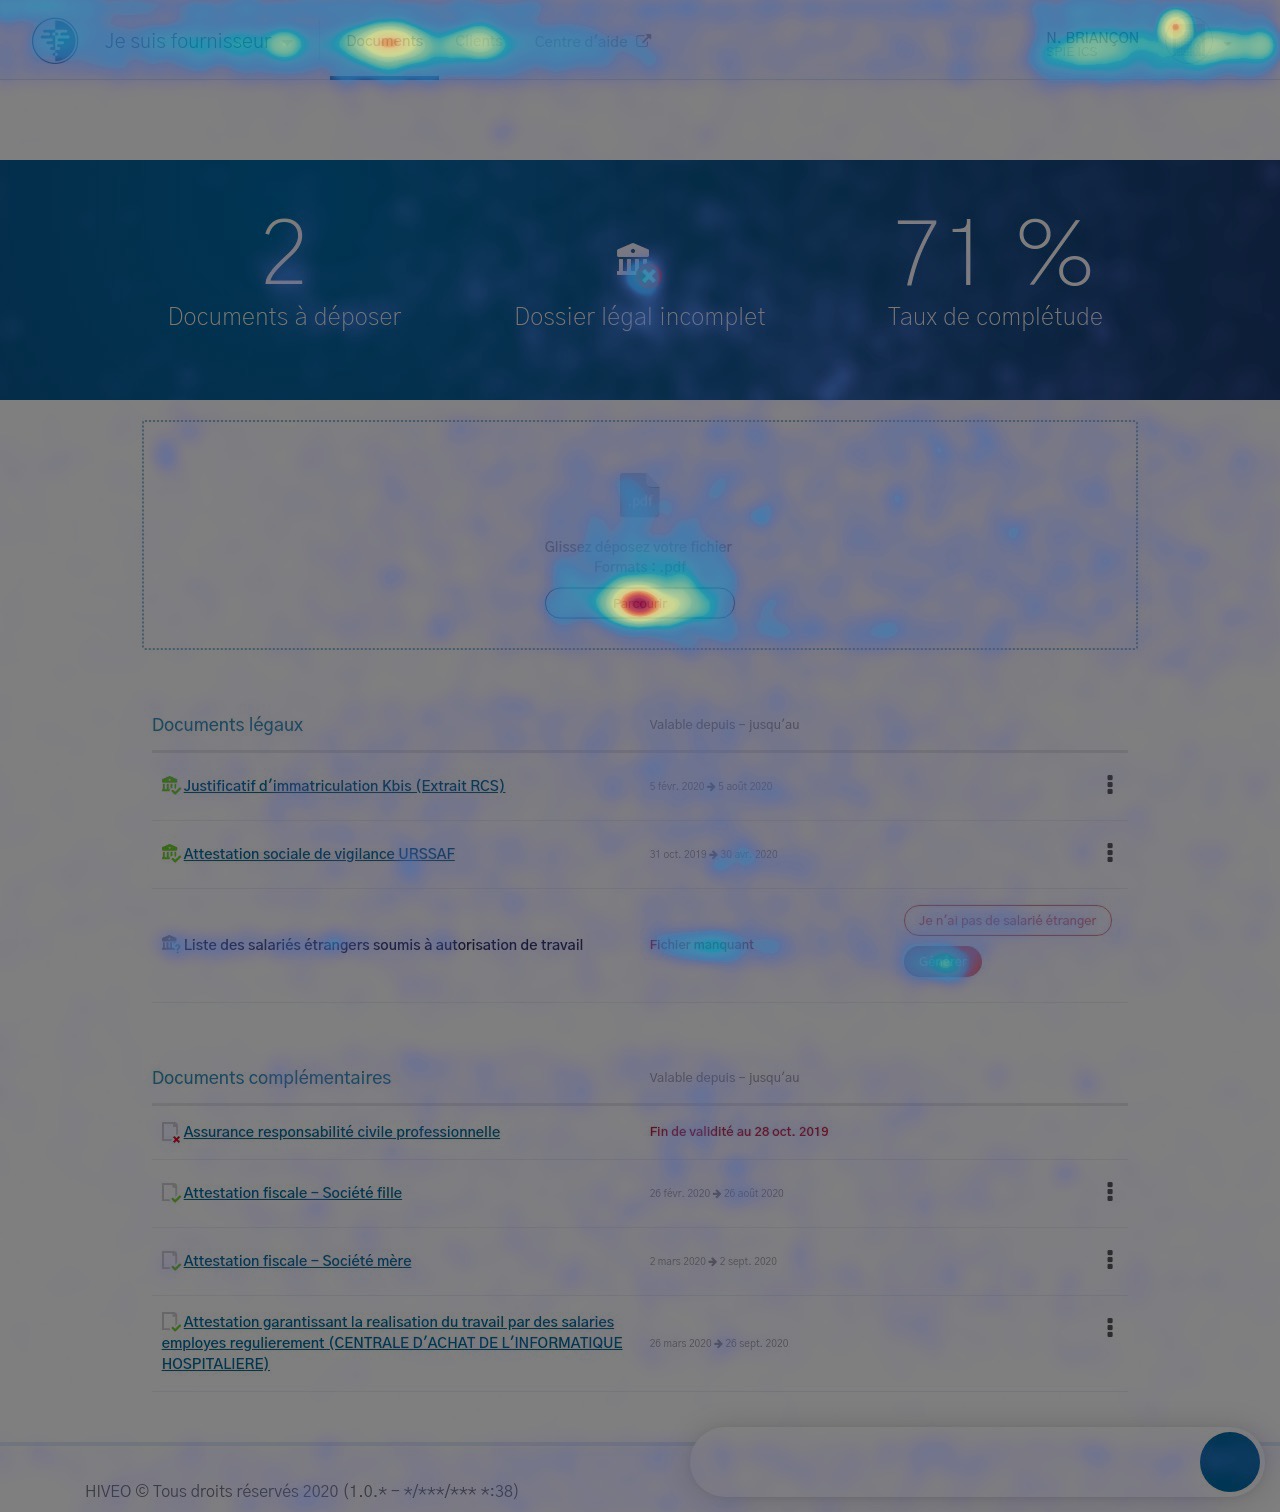 Je suis fournisseur
Documents
Clients
Centre d'aide
N. BRIANÇON
2
Documents à déposer
Dossier légal incomplet
71 %
Taux de complétude
.pdf
Glissez déposez votre fichier
Formats : .pdf
Parcourir
Documents légaux
Valable depuis - jusqu'au
Justificatif d'immatriculation Kbis (Extrait RCS)
5 févr. 2020 → 5 août 2020
Attestation sociale de vigilance URSSAF
31 oct. 2019 → 30 avr. 2020
Liste des salariés étrangers soumis à autorisation de travail
Fichier manquant
Je n'ai pas de salarié étranger
Générer
Documents complémentaires
Valable depuis - jusqu'au
Assurance responsabilité civile professionnelle
Fin de validité au 28 oct. 2019
Attestation fiscale - Société fille
26 févr. 2020 → 26 août 2020
Attestation fiscale - Société mère
2 mars 2020 → 2 sept. 2020
Attestation garantissant la realisation du travail par des salaries
employes regulierement (CENTRALE D'ACHAT DE L'INFORMATIQUE
HOSPITALIERE)
26 mars 2020 → 26 sept. 2020
HIVEO © Tous droits réservés 2020 (1.0.* - */***/*** *:38)